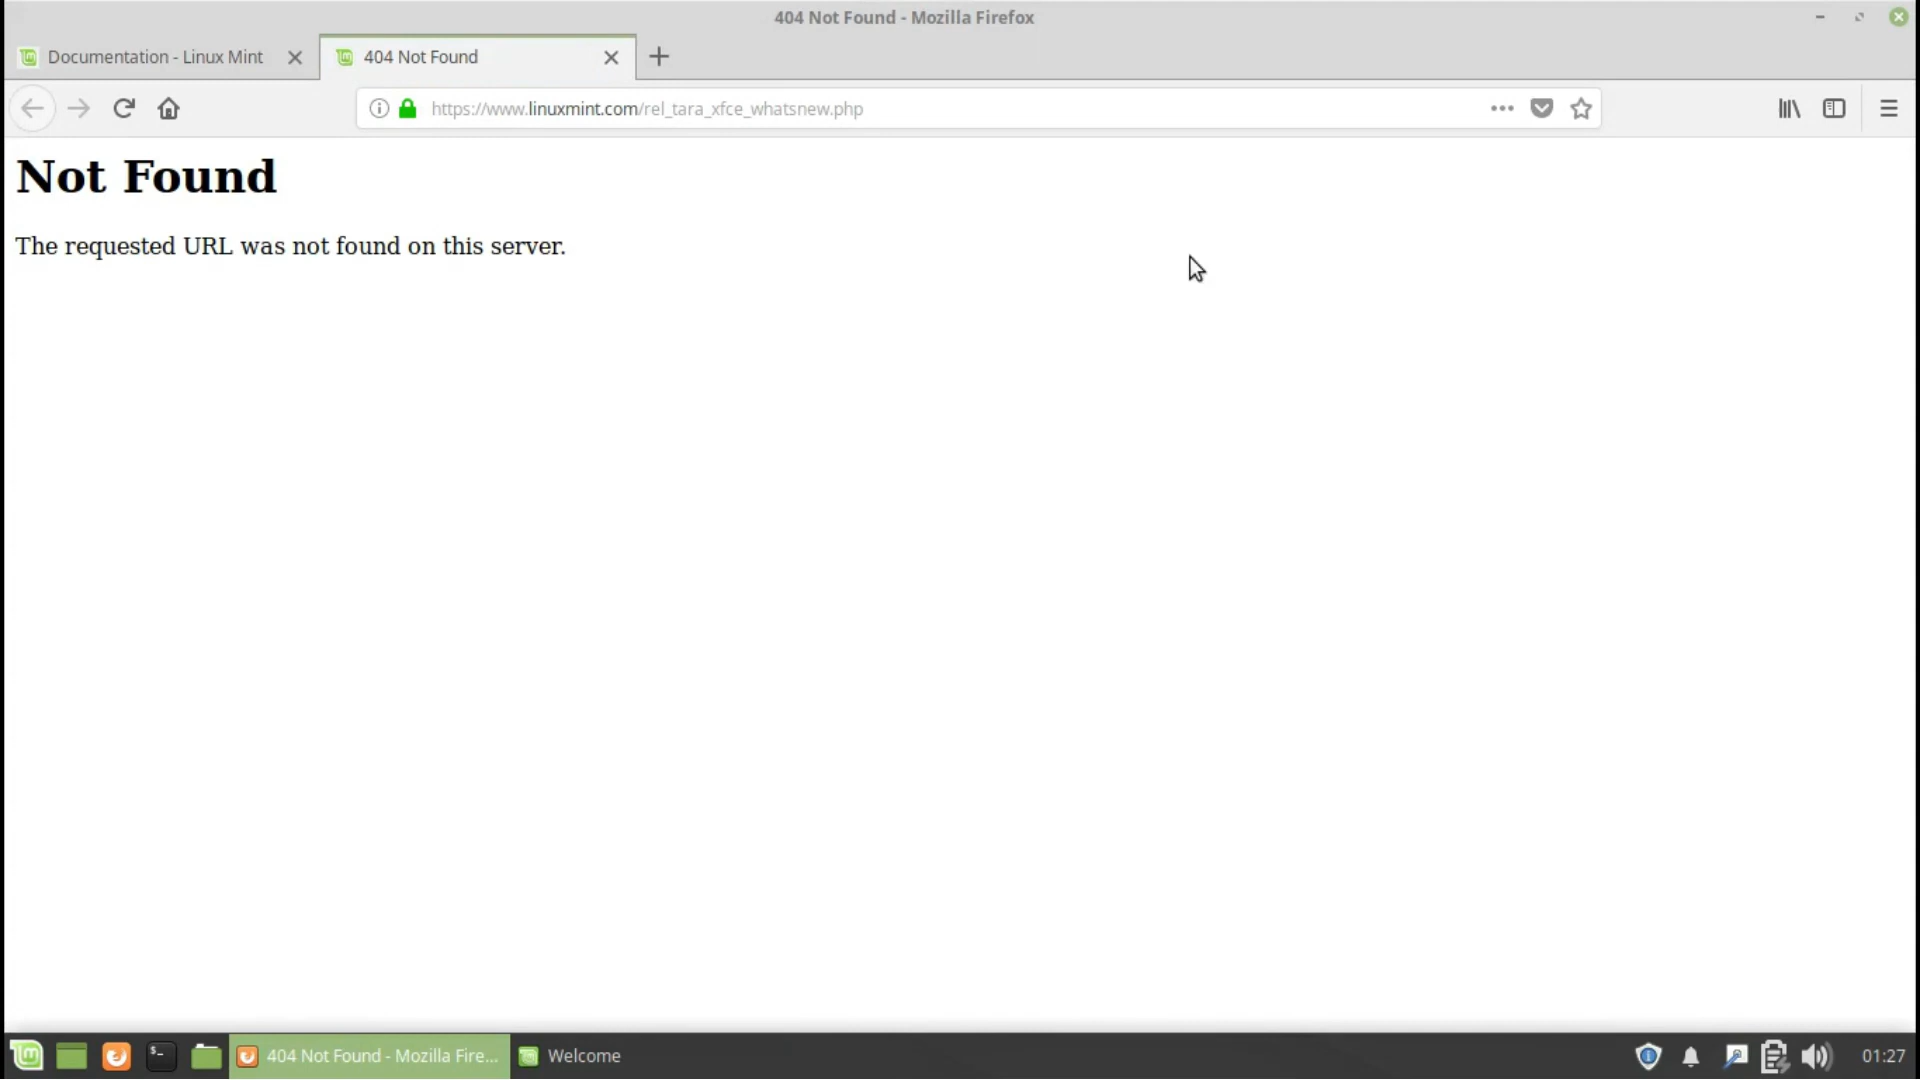 404 Not Found - Mozilla Firefox
Documentation - Linux Mint
404 Not Found
https://www.linuxmint.com/rel_tara_xfce_whatsnew.php
Not Found
The requested URL was not found on this server.
404 Not Found - Mozilla Fire...
Welcome
01:27